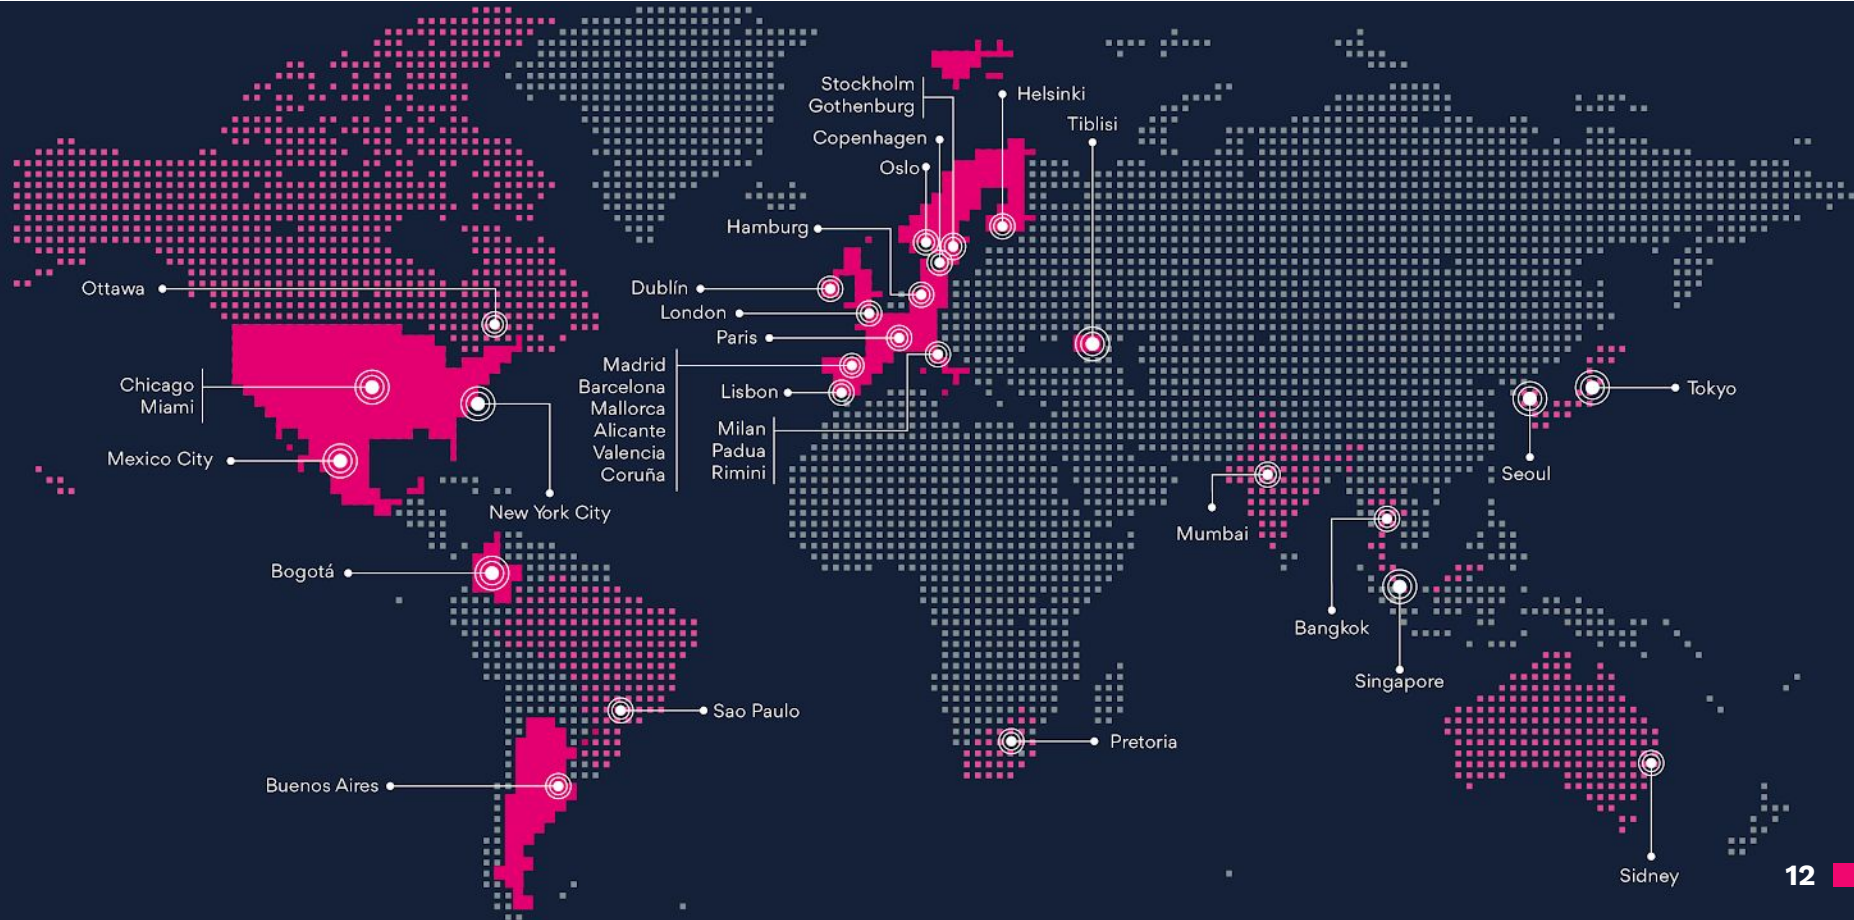 Stockholm
Gothenburg
Helsinki
Tiblisi
Copenhagen
Oslo
Hamburg
Ottawa
Dublín
London
Paris
Madrid
Barcelona
Mallorca
Alicante
Valencia
Coruña
Lisbon
Milan
Padua
Rimini
Chicago
Miami
Mexico City
New York City
Tokyo
Seoul
Mumbai
Bangkok
Singapore
Bogotá
Sao Paulo
Buenos Aires
Pretoria
Sidney
12